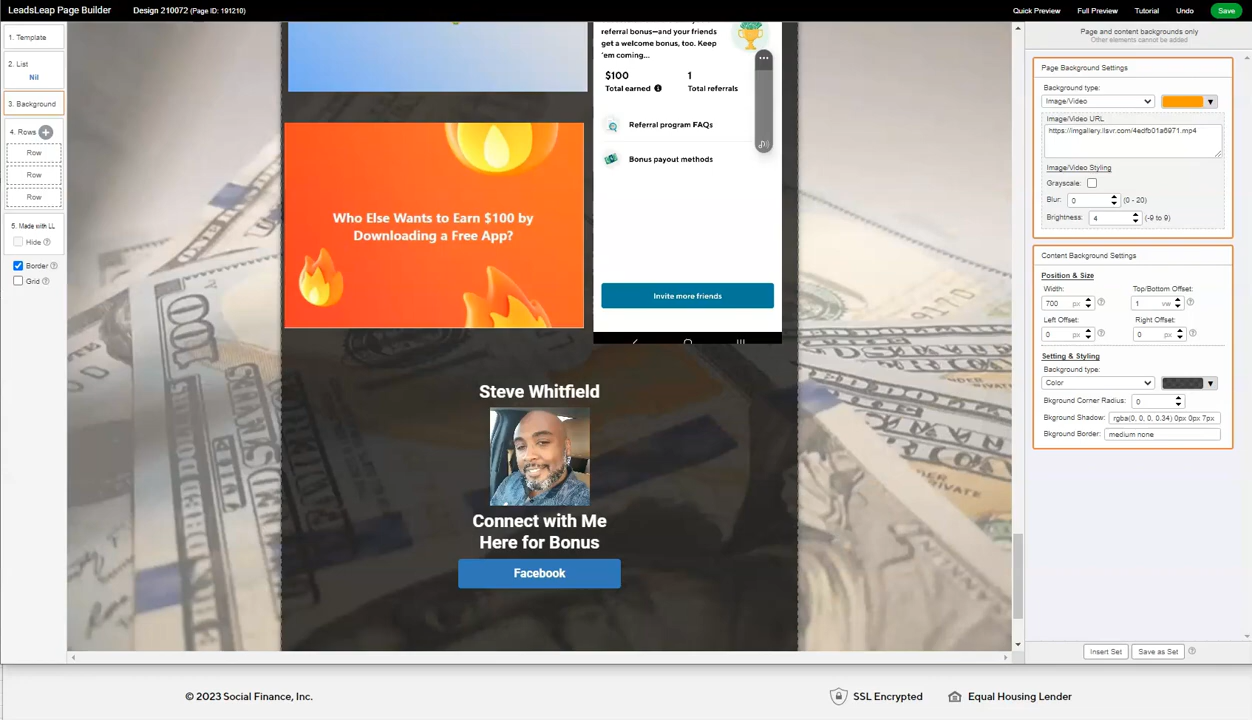 LeadsLeap Page Builder
Design 210072 (Page ID: 191210)
Quick Preview
Full Preview
Tutorial
Undo
Save
1. Template
2. List
Nil
3. Background
4. Rows
Row
Row
Row
5. Made with LL
Hide
Border
Grid
referral bonus—and your friends
get a welcome bonus, too. Keep
'em coming...
$100
1
Total earned
Total referrals
Referral program FAQs
Bonus payout methods
Invite more friends
Who Else Wants to Earn $100 by
Downloading a Free App?
Steve Whitfield
Connect with Me
Here for Bonus
Facebook
Page and content backgrounds only
Other elements cannot be added
Page Background Settings
Background type:
Image/Video
Image/Video URL
https://imgallery.llsvr.com/4edfb01a6971.mp4
Image/Video Styling
Grayscale:
Blur: 0 (0 - 20)
Brightness: 4 (-9 to 9)
Content Background Settings
Position & Size
Width: Top/Bottom Offset:
700 px 1 vw
Left Offset: Right Offset:
0 px 0 px
Setting & Styling
Background type:
Color
Bkground Corner Radius: 0
Bkground Shadow: rgba(0, 0, 0, 0.34) 0px 0px 7px
Bkground Border: medium none
Insert Set
Save as Set
© 2023 Social Finance, Inc.
SSL Encrypted
Equal Housing Lender